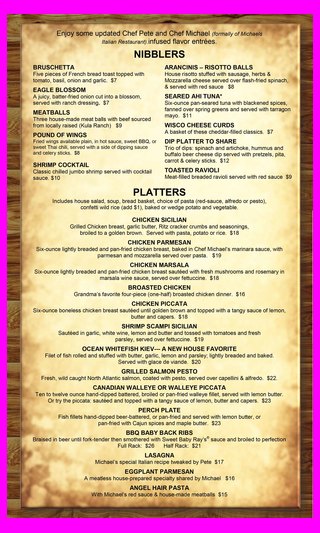 Enjoy some updated Chef Pete and Chef Michael (formally of Michaels
Italian Restaurant) infused flavor entrées.
NIBBLERS
BRUSCHETTA
Five pieces of French bread toast topped with
tomato, basil, onion and garlic. $7
EAGLE BLOSSOM
A juicy, batter-fried onion cut into a blossom,
served with ranch dressing. $7
MEATBALLS
Three house-made meat balls with beef sourced
from locally raised (Kula Ranch) $9
POUND OF WINGS
Fried wings available plain, in hot sauce, sweet BBQ, or
sweet Thai chili, served with a side of dipping sauce
and celery sticks. $8
SHRIMP COCKTAIL
Classic chilled jumbo shrimp served with cocktail
sauce. $10
ARANCINIS – RISOTTO BALLS
House risotto stuffed with sausage, herbs &
Mozzarella cheese served over flash-fried spinach,
& served with red sauce $8
SEARED AHI TUNA*
Six-ounce pan-seared tuna with blackened spices,
fanned over spring greens and served with tarragon
mayo. $11
WISCO CHEESE CURDS
A basket of these cheddar-filled classics. $7
DIP PLATTER TO SHARE
Trio of dips: spinach and artichoke, hummus and
buffalo beer cheese dip served with pretzels, pita,
carrot & celery sticks. $12
TOASTED RAVIOLI
Meat-filled breaded ravioli served with red sauce $9
PLATTERS
Includes house salad, soup, bread basket, choice of pasta (red-sauce, alfredo or pesto),
confetti wild rice (add $1), baked or wedge potato and vegetable.
CHICKEN SICILIAN
Grilled Chicken breast, garlic butter, Ritz cracker crumbs and seasonings,
broiled to a golden brown. Served with pasta, potato or rice. $18
CHICKEN PARMESAN
Six-ounce lightly breaded and pan-fried chicken breast, baked in Chef Michael's marinara sauce, with
parmesan and mozzarella served over pasta. $19
CHICKEN MARSALA
Six-ounce lightly breaded and pan-fried chicken breast sautéed with fresh mushrooms and rosemary in
marsala wine sauce, served over fettuccine. $18
BROASTED CHICKEN
Grandma's favorite four-piece (one-half) broasted chicken dinner. $16
CHICKEN PICCATA
Six-ounce boneless chicken breast sautéed until golden brown and topped with a tangy sauce of lemon,
butter and capers. $18
SHRIMP SCAMPI SICILIAN
Sautéed in garlic, white wine, lemon and butter and tossed with tomatoes and fresh
parsley, served over fettuccine. $19
OCEAN WHITEFISH KIEV— A NEW HOUSE FAVORITE
Filet of fish rolled and stuffed with butter, garlic, lemon and parsley; lightly breaded and baked.
Served with glace de viande. $20
GRILLED SALMON PESTO
Fresh, wild caught North Atlantic salmon, coated with pesto, served over capellini & alfredo. $22.
CANADIAN WALLEYE OR WALLEYE PICCATA
Ten to twelve ounce hand-dipped battered; broiled or pan-fried walleye fillet, served with lemon butter.
Or try the piccata: sautéed and topped with a tangy sauce of lemon, butter and capers. $23
PERCH PLATE
Fish fillets hand-dipped beer-battered, or pan-fried and served with lemon butter, or
pan-fried with Cajun spices and maple butter. $23
BBQ BABY BACK RIBS
Braised in beer until fork-tender then smothered with Sweet Baby Ray's® sauce and broiled to perfection
Full Rack: $26 Half Rack: $21
LASAGNA
Michael's special Italian recipe tweaked by Pete $17
EGGPLANT PARMESAN
A meatless house-prepared specialty shared by Michael $16
ANGEL HAIR PASTA
With Michael's red sauce & house-made meatballs $15